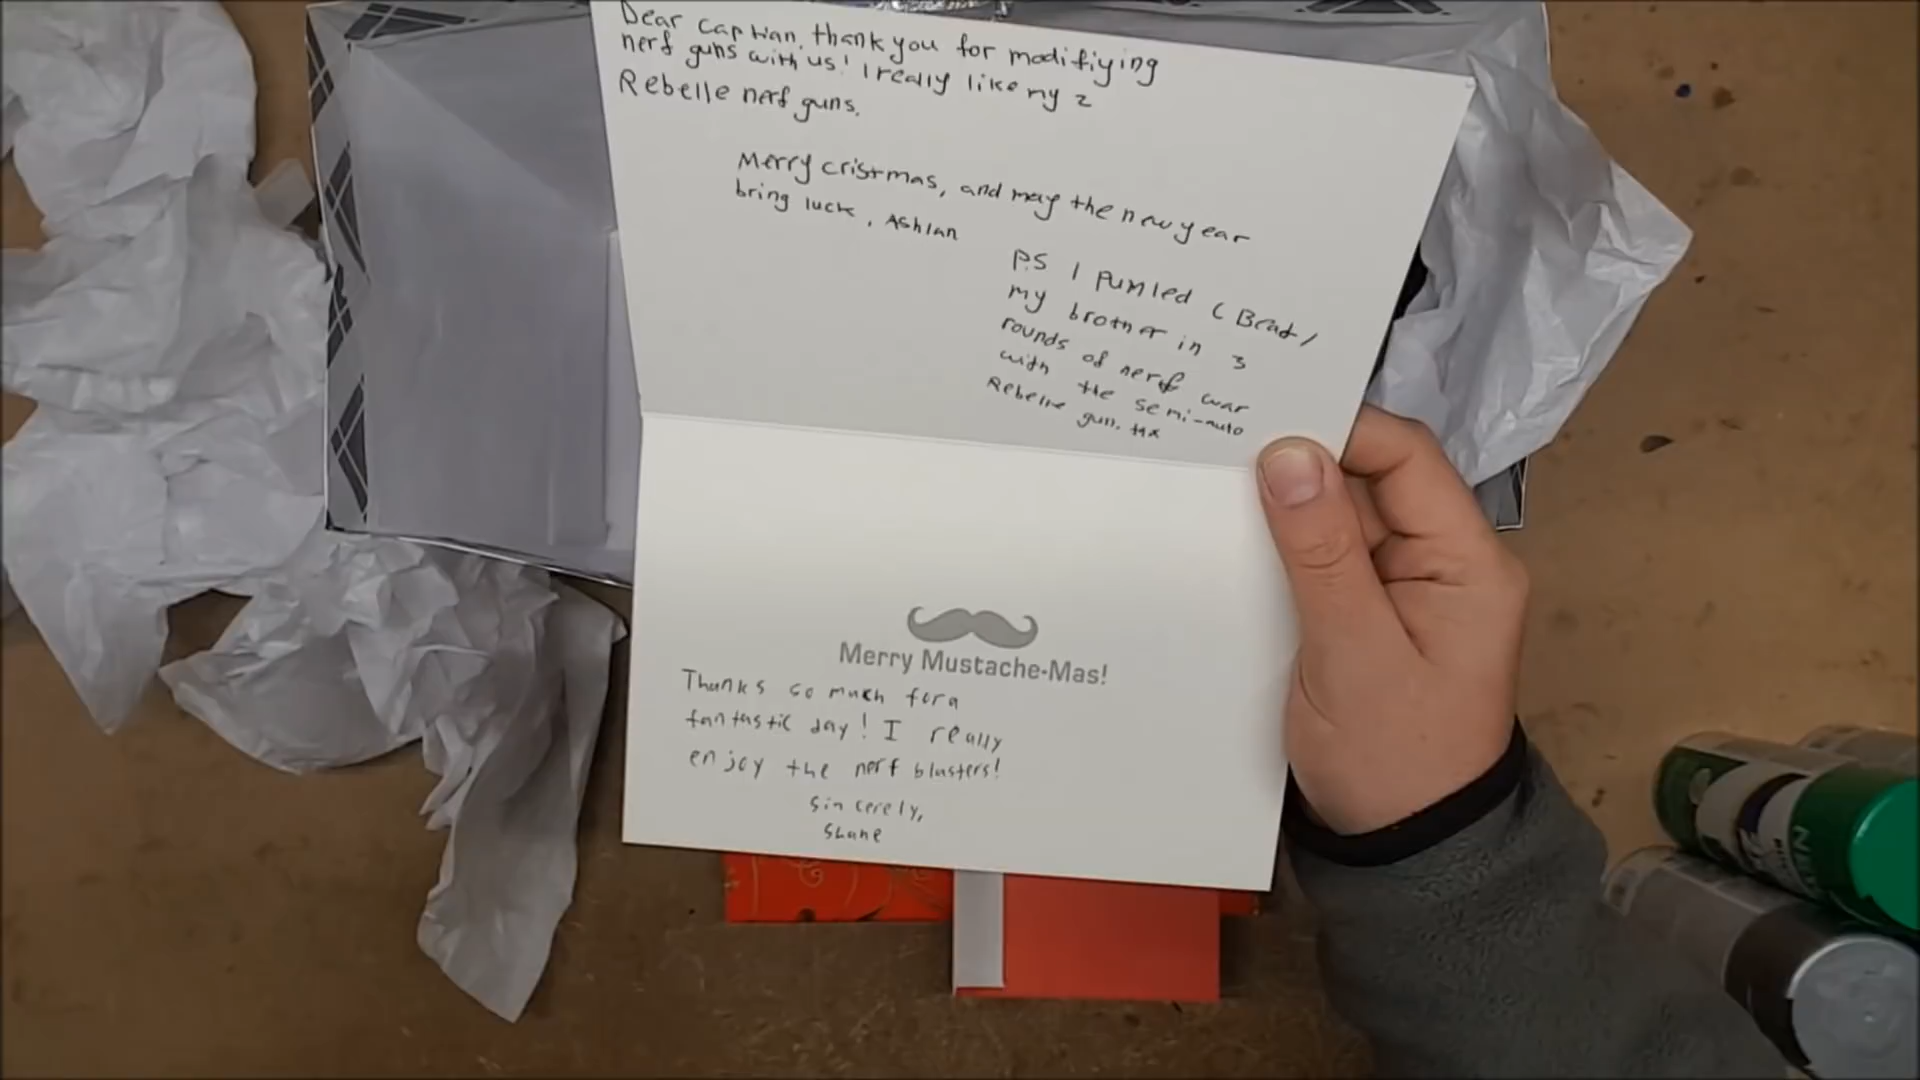 Dear captian, thank you for modifiying
nerf guns with us! I really like my 2
Rebelle nerf guns.
Merry cristmas, and may the new year
bring luck, Ashlan
P.S I pumled (Beat)
my brother in 3
rounds of nerf war
with the semi-auto
Rebelle gun.
Merry Mustache-Mas!
Thanks so much for a
fantastic day! I really
enjoy the nerf blasters!
Sincerely,
Shane